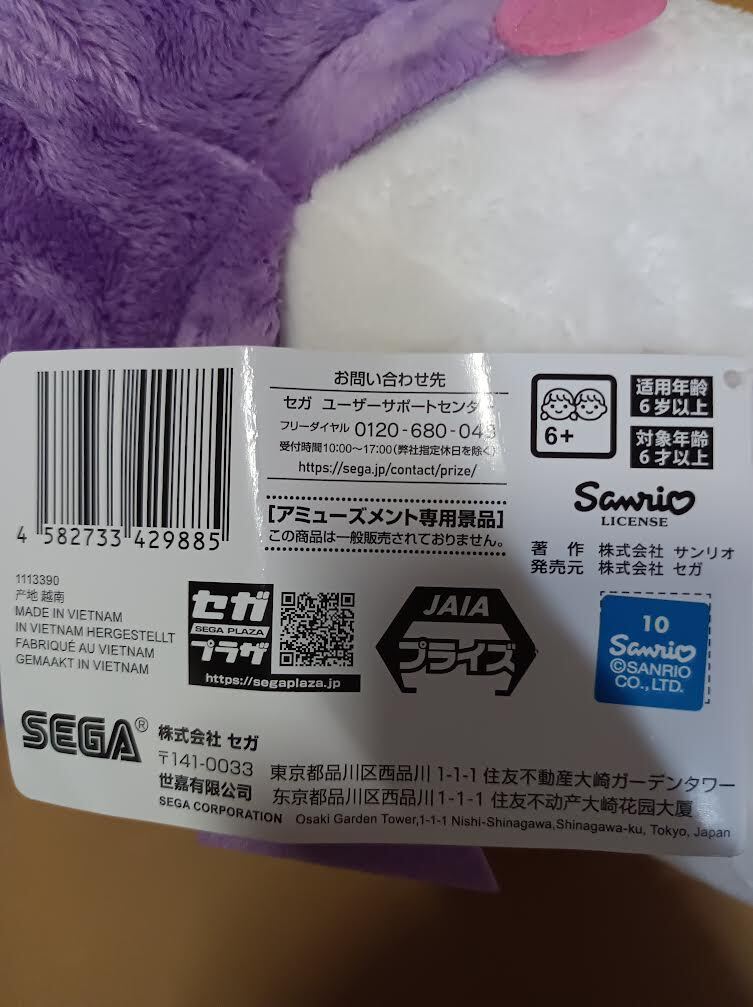 4 582733 429885
お問い合わせ先
セガ ユーザーサポートセンター
フリーダイヤル 0120-680-04
受付時間10:00～17:00(弊社指定休日を除く)
https://sega.jp/contact/prize/
[アミューズメント専用景品]
この商品は一般販売されておりません。
6+
适用年龄
6岁以上
対象年齢
6才以上
Sanrio
LICENSE
著 作 株式会社 サンリオ
発売元 株式会社 セガ
1113390
产地 越南
MADE IN VIETNAM
IN VIETNAM HERGESTELLT
FABRIQUÉ AU VIETNAM
GEMAAKT IN VIETNAM
セガ
SEGA PLAZA
プラザ
https://segaplaza.jp
JAIA
プライズ
10
Sanrio
©SANRIO
CO., LTD.
SEGA®
株式会社 セガ
〒141-0033 東京都品川区西品川 1-1-1 住友不動産大崎ガーデンタワー
世嘉有限公司 东京都品川区西品川 1-1-1 住友不动产大崎花园大厦
SEGA CORPORATION Osaki Garden Tower,1-1-1 Nishi-Shinagawa,Shinagawa-ku, Tokyo, Japan